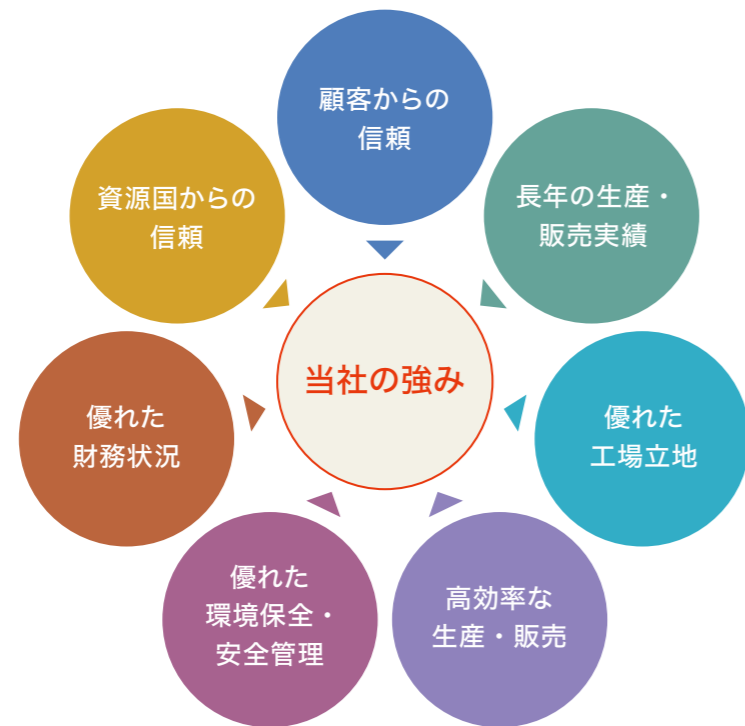 顧客からの
信頼
長年の生産・
販売実績
優れた
工場立地
高効率な
生産・販売
優れた
環境保全・
安全管理
優れた
財務状況
資源国からの
信頼
当社の強み